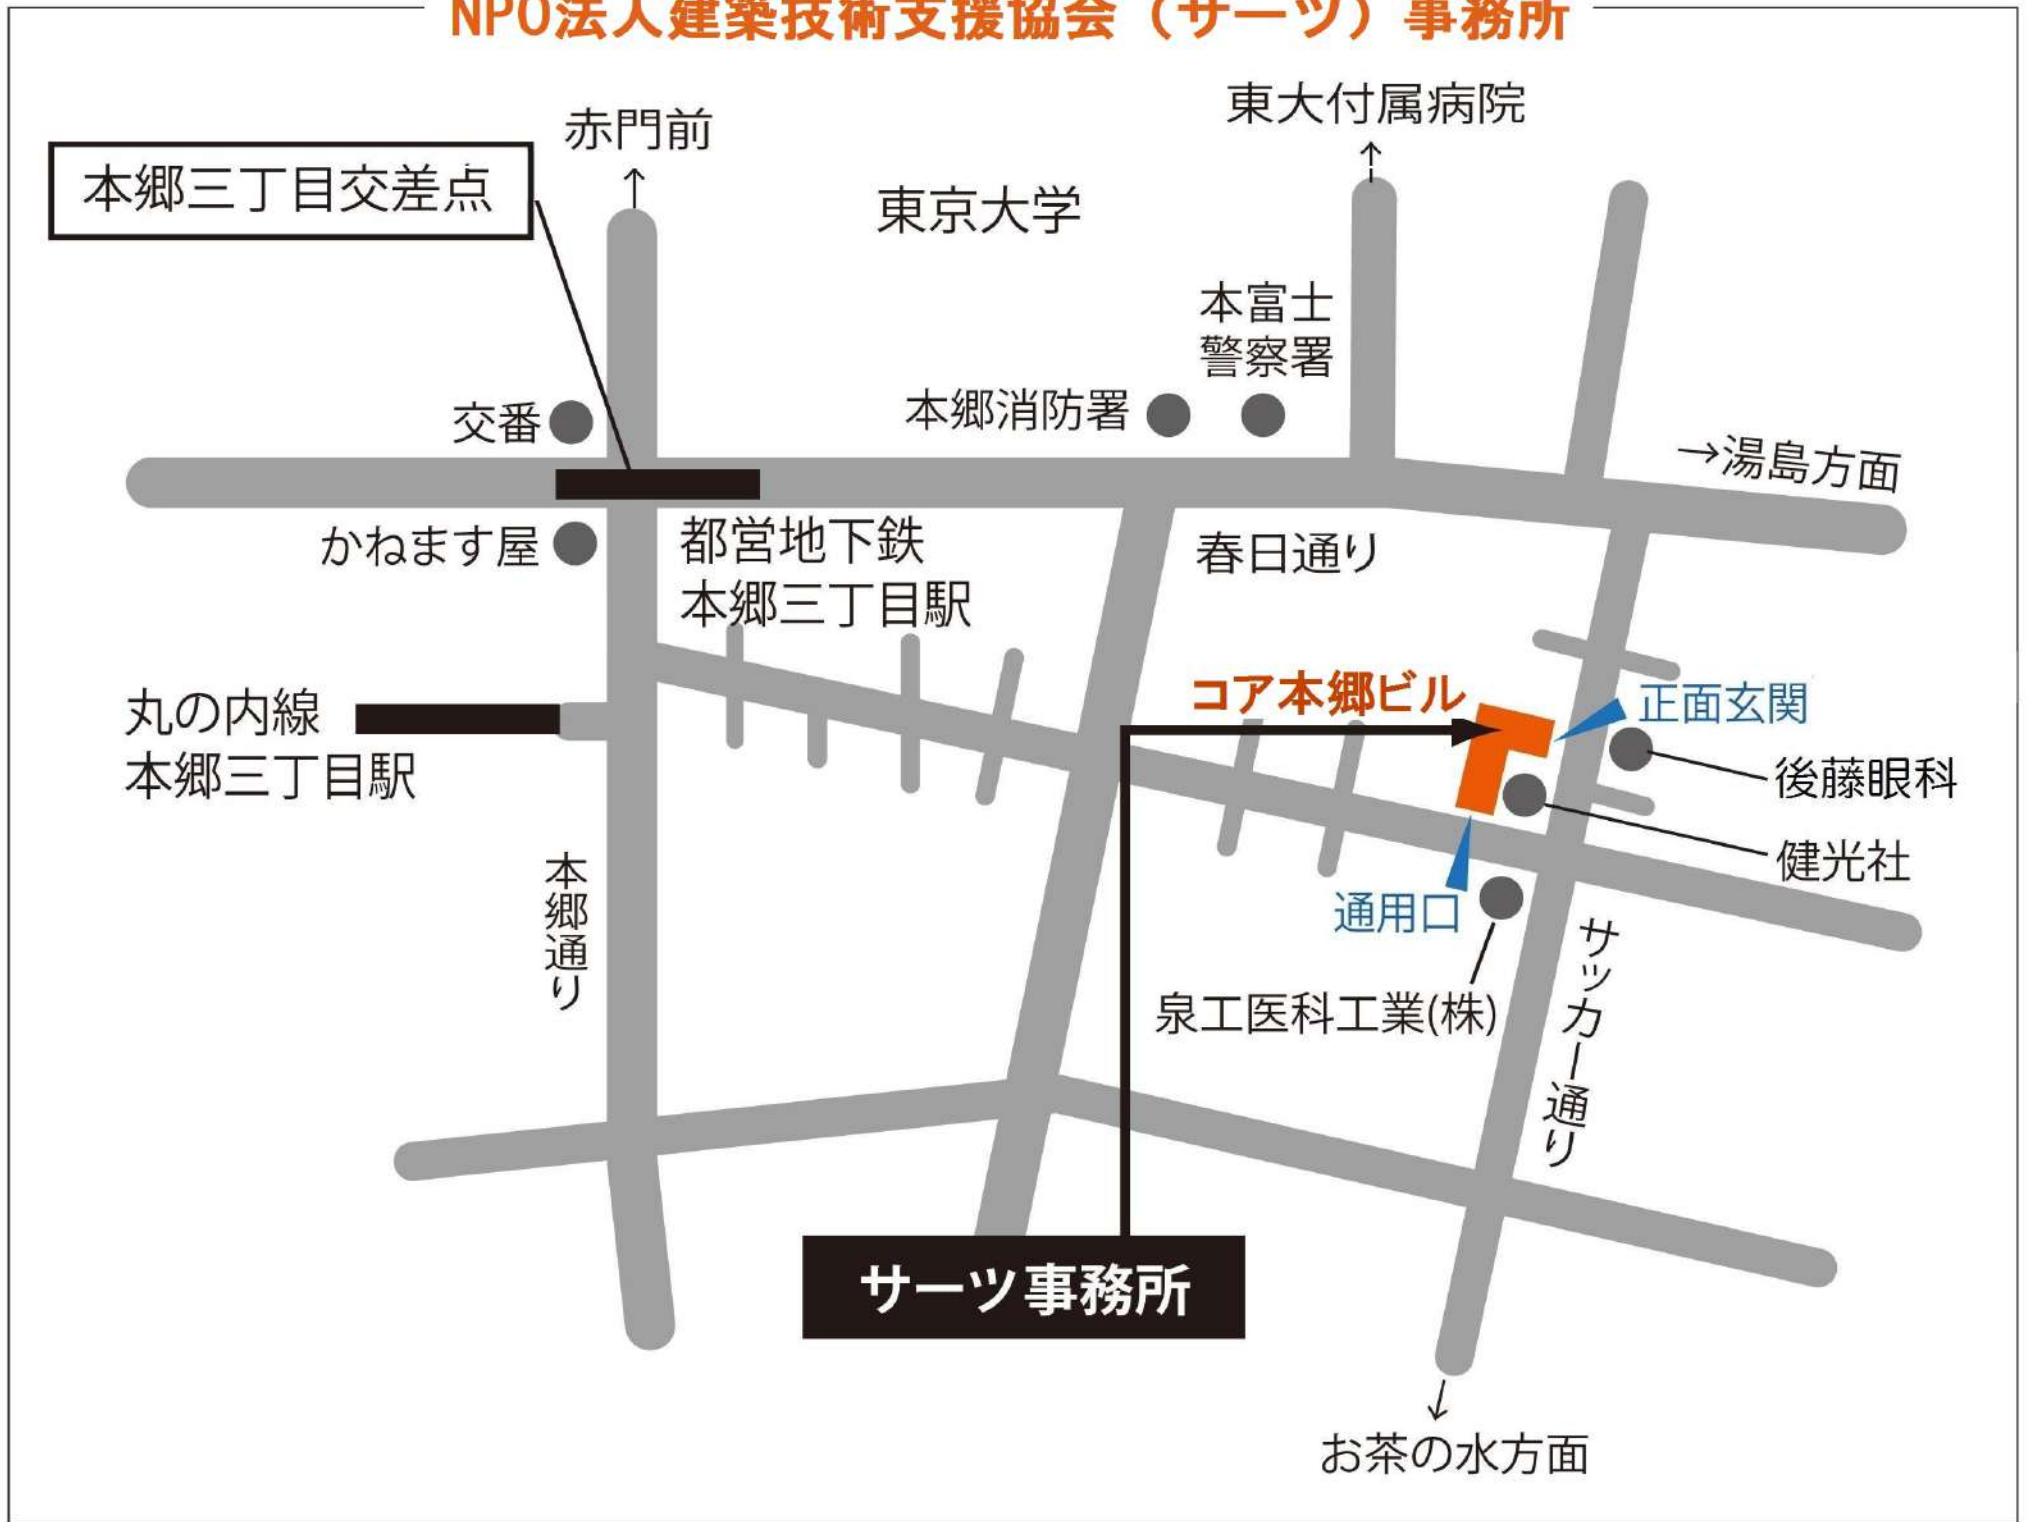 NPO法人建築技術支援協会（サーツ）事務所
東大付属病院
↑
赤門前
↑
本郷三丁目交差点
東京大学
本富士
警察署
交番
本郷消防署
→湯島方面
かねます屋
都営地下鉄
本郷三丁目駅
春日通り
コア本郷ビル
正面玄関
丸の内線
本郷三丁目駅
後藤眼科
健光社
本郷通り
通用口
サッカー通り
泉工医科工業(株)
サーツ事務所
↓
お茶の水方面